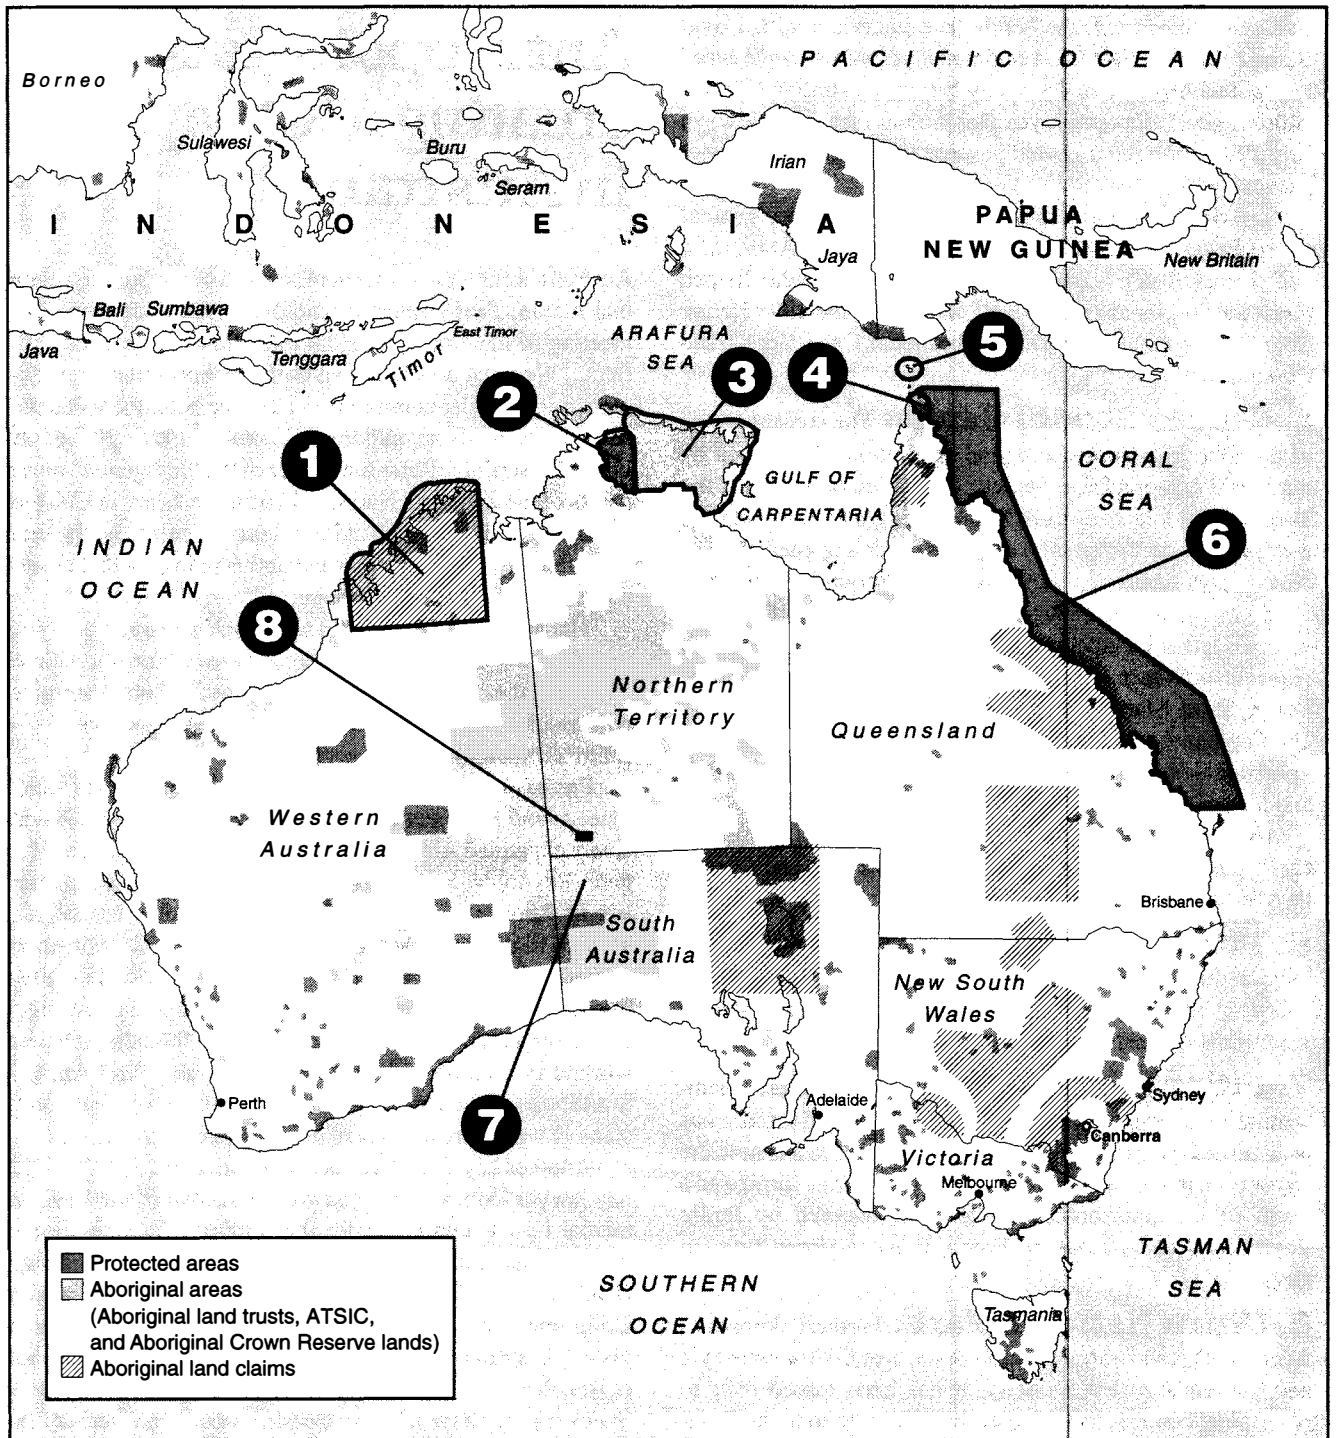 PACIFIC OCEAN
Borneo
Sulawesi
Buru
Seram
Irian
Jaya
INDONESIA
PAPUA
NEW GUINEA
New Britain
Bali
Sumbawa
Java
Tenggara
Timor
East Timor
ARAFURA
SEA
5
4
3
2
1
CORAL
SEA
GULF OF
CARPENTARIA
6
INDIAN
OCEAN
8
Northern
Territory
Queensland
Western
Australia
South
Australia
Brisbane
New South
Wales
Perth
7
Adelaide
Sydney
Canberra
Victoria
Melbourne
Protected areas
Aboriginal areas
(Aboriginal land trusts, ATSIC,
and Aboriginal Crown Reserve lands)
Aboriginal land claims
SOUTHERN
OCEAN
TASMAN
SEA
Tasmania